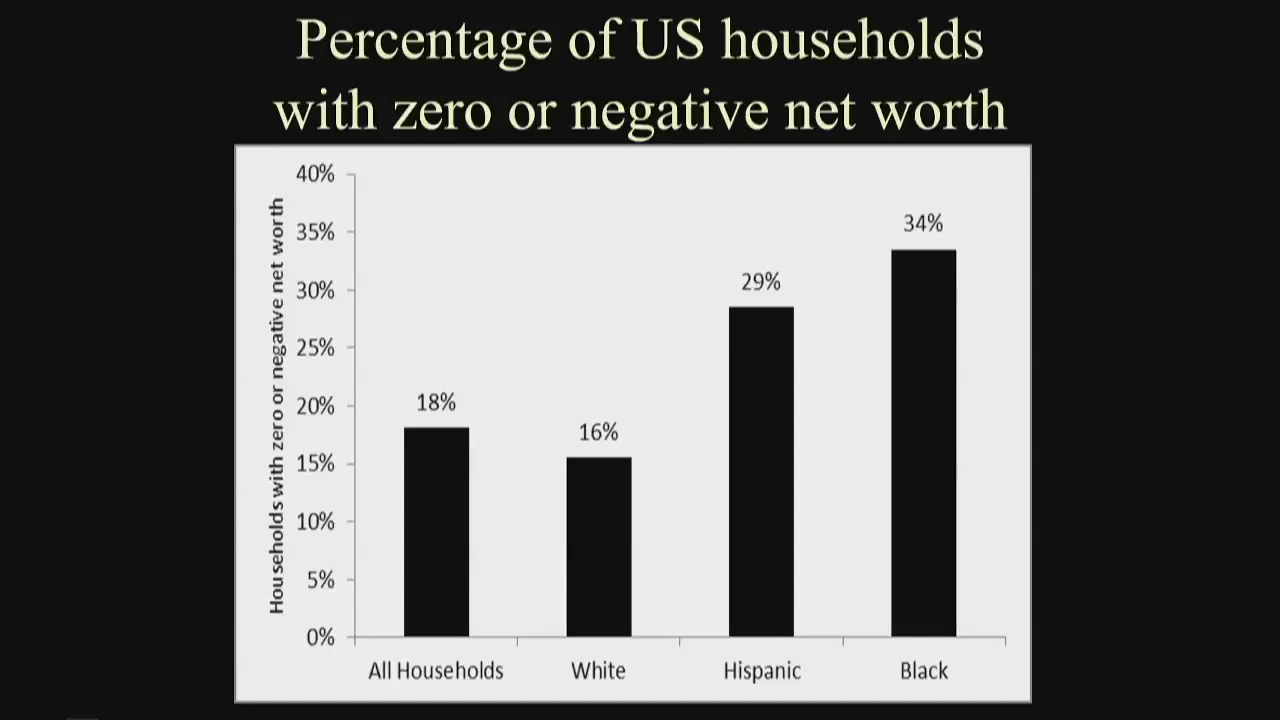 Percentage of US households
with zero or negative net worth
Households with zero or negative net worth
40%
35%
30%
25%
20%
15%
10%
5%
0%
18%
16%
29%
34%
All Households
White
Hispanic
Black